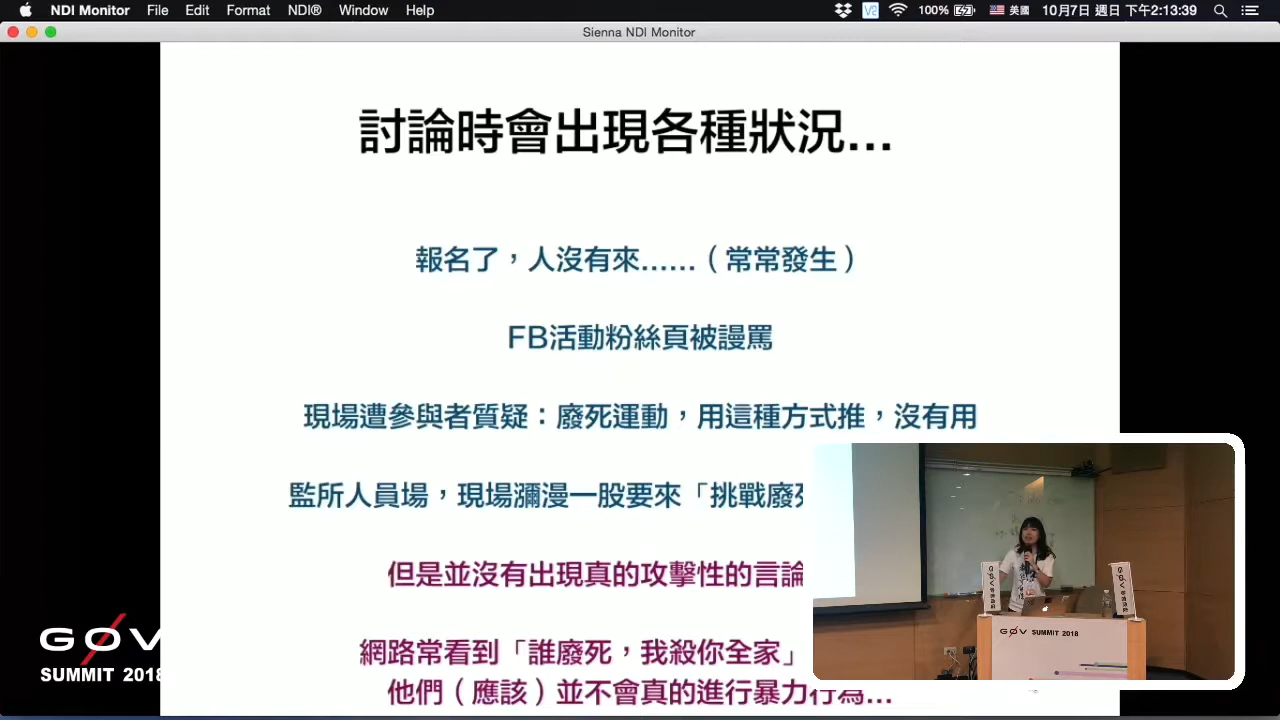 NDI Monitor File Edit Format NDI® Window Help 100% 美國 10月7日 週日 下午2:13:39
Sienna NDI Monitor
討論時會出現各種狀況...
報名了，人沒有來......（常常發生）
FB活動粉絲頁被謾罵
現場遭參與者質疑：廢死運動，用這種方式推，沒有用
監所人員場，現場瀰漫一股要來「挑戰廢死
但是並沒有出現真的攻擊性的言論
網路常看到「誰廢死，我殺你全家」
他們（應該）並不會真的進行暴力行為...
GØV
SUMMIT 2018
GØV SUMMIT 2018